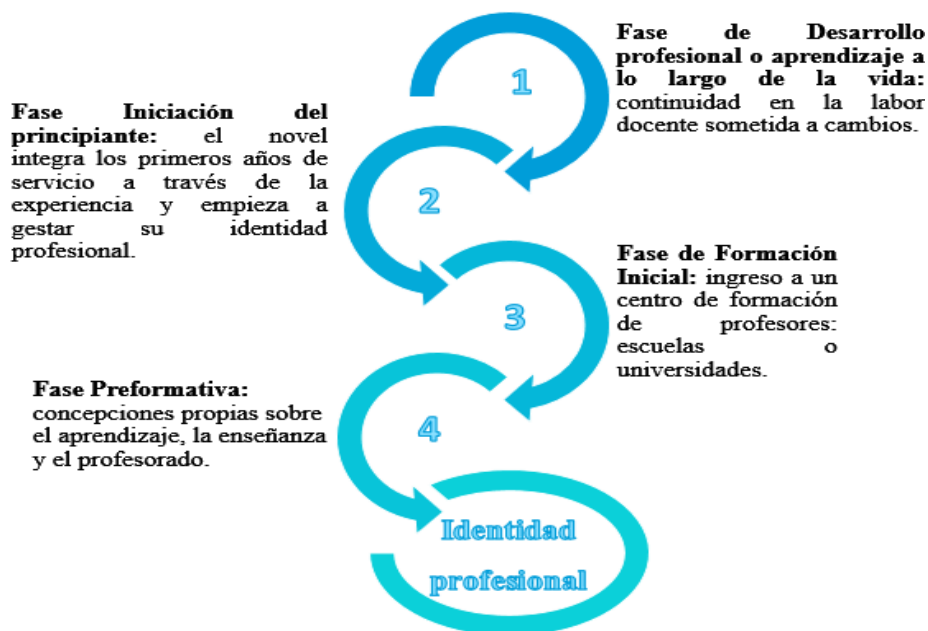 1
Fase de Desarrollo
profesional o aprendizaje a
lo largo de la vida:
continuidad en la labor
docente sometida a cambios.
2
Fase Iniciación del
principiante: el novel
integra los primeros años de
servicio a través de la
experiencia y empieza a
gestar su identidad
profesional.
3
Fase de Formación
Inicial: ingreso a un
centro de formación
de profesores:
escuelas o
universidades.
4
Fase Preformativa:
concepciones propias sobre
el aprendizaje, la enseñanza
y el profesorado.
Identidad
profesional